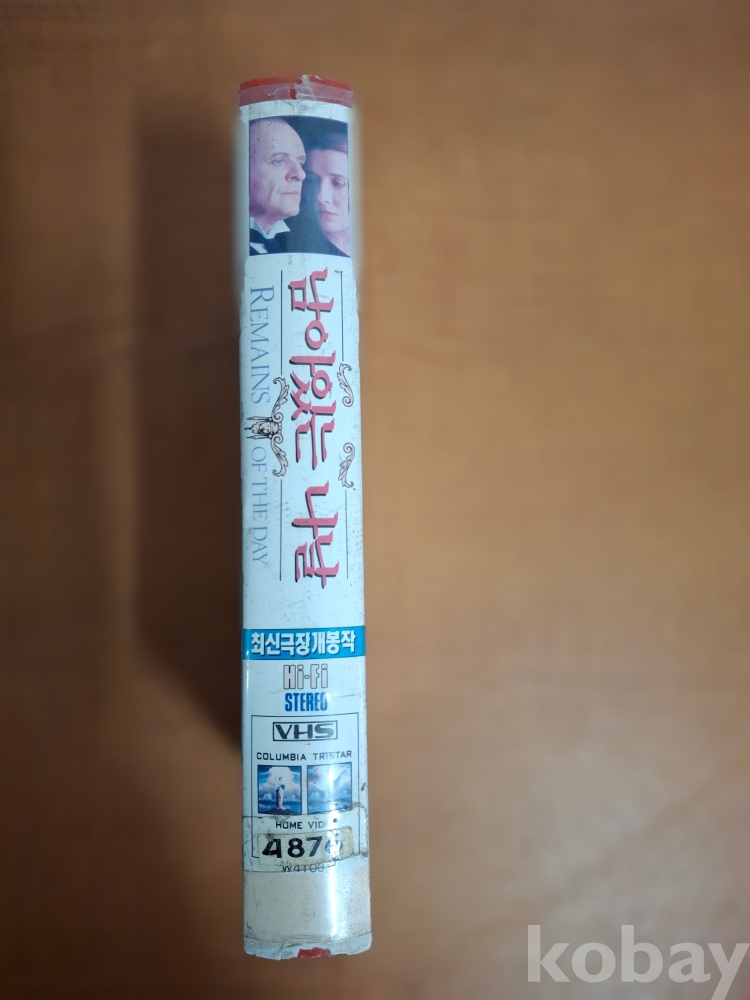 남아있는 나날
REMAINS OF THE DAY
최신극장개봉작
Hi-Fi
STEREO
VHS
COLUMBIA TRISTAR
HOME
kobay